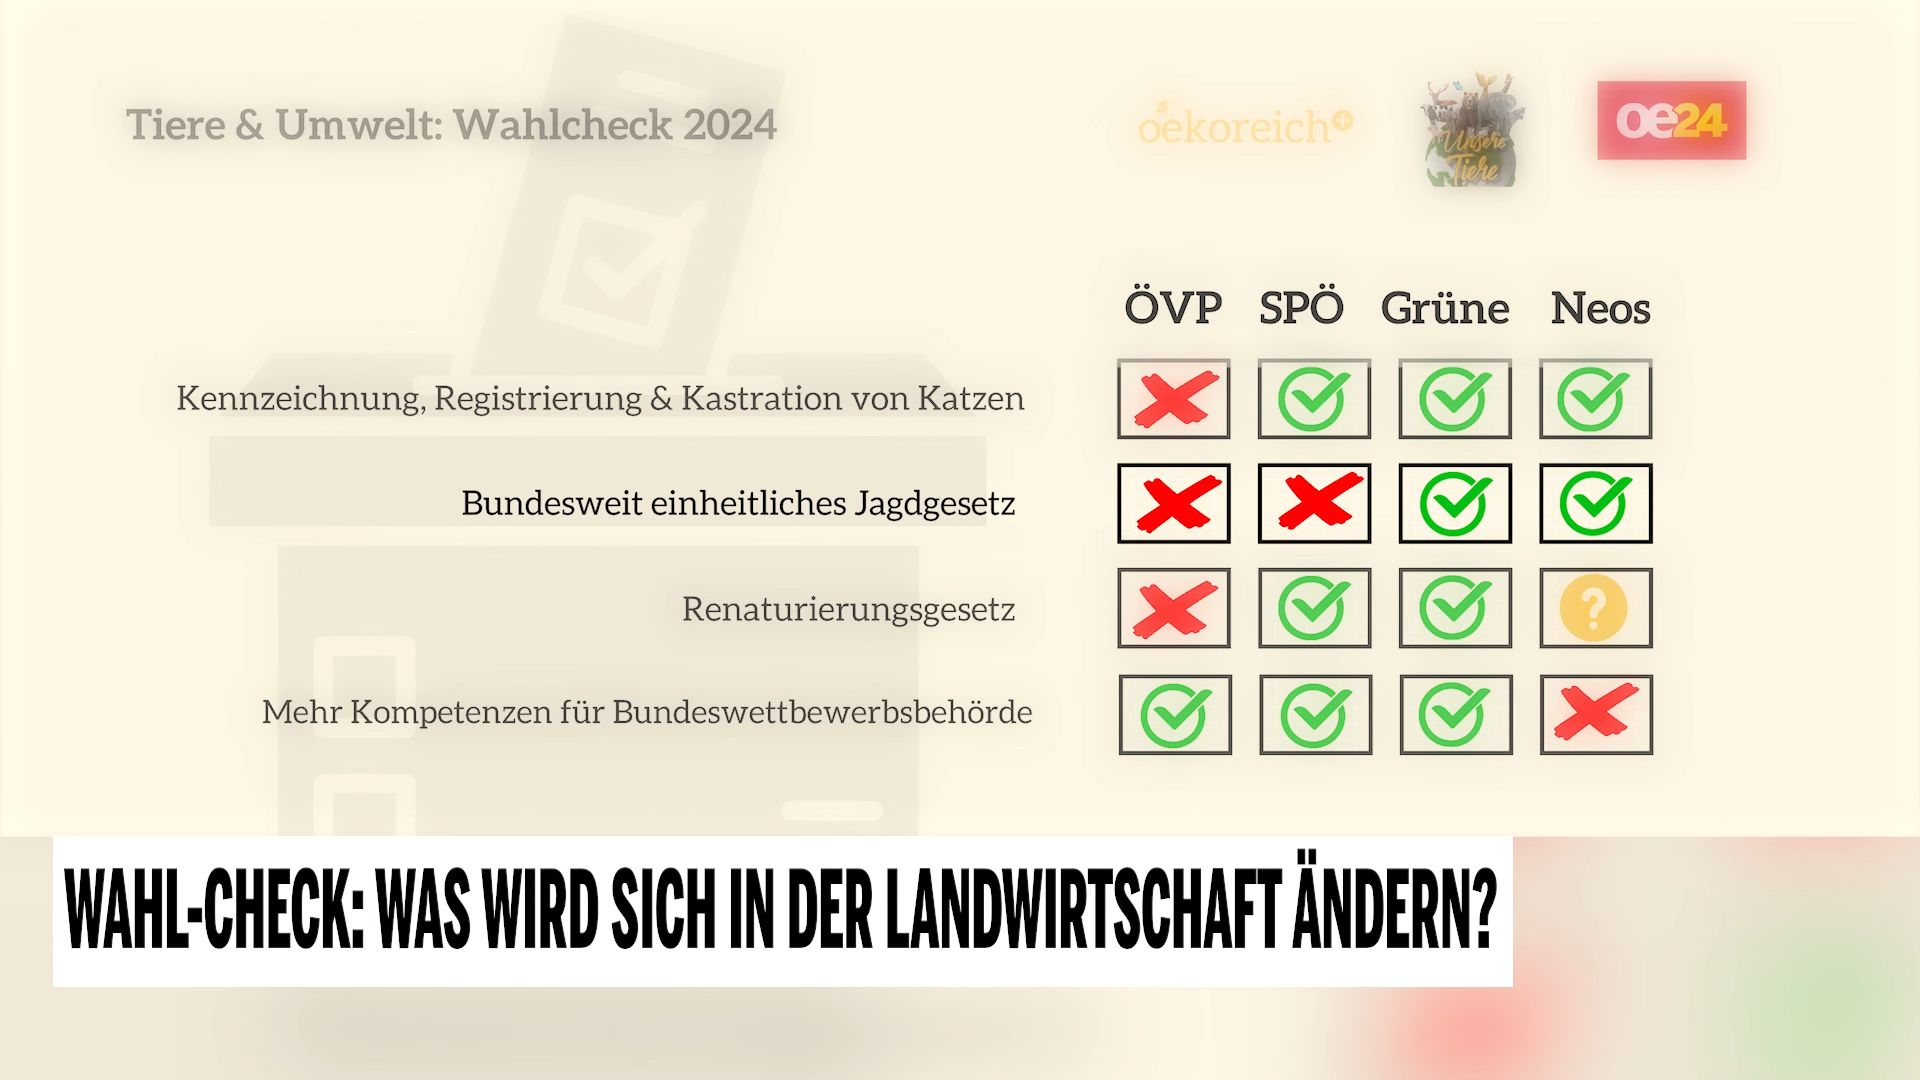 Tiere & Umwelt: Wahlcheck 2024
oekoreich+
Unsere
Tiere
oe24
ÖVP SPÖ Grüne Neos
Kennzeichnung, Registrierung & Kastration von Katzen
Bundesweit einheitliches Jagdgesetz
Renaturierungsgesetz
?
Mehr Kompetenzen für Bundeswettbewerbsbehörde
WAHL-CHECK: WAS WIRD SICH IN DER LANDWIRTSCHAFT ÄNDERN?